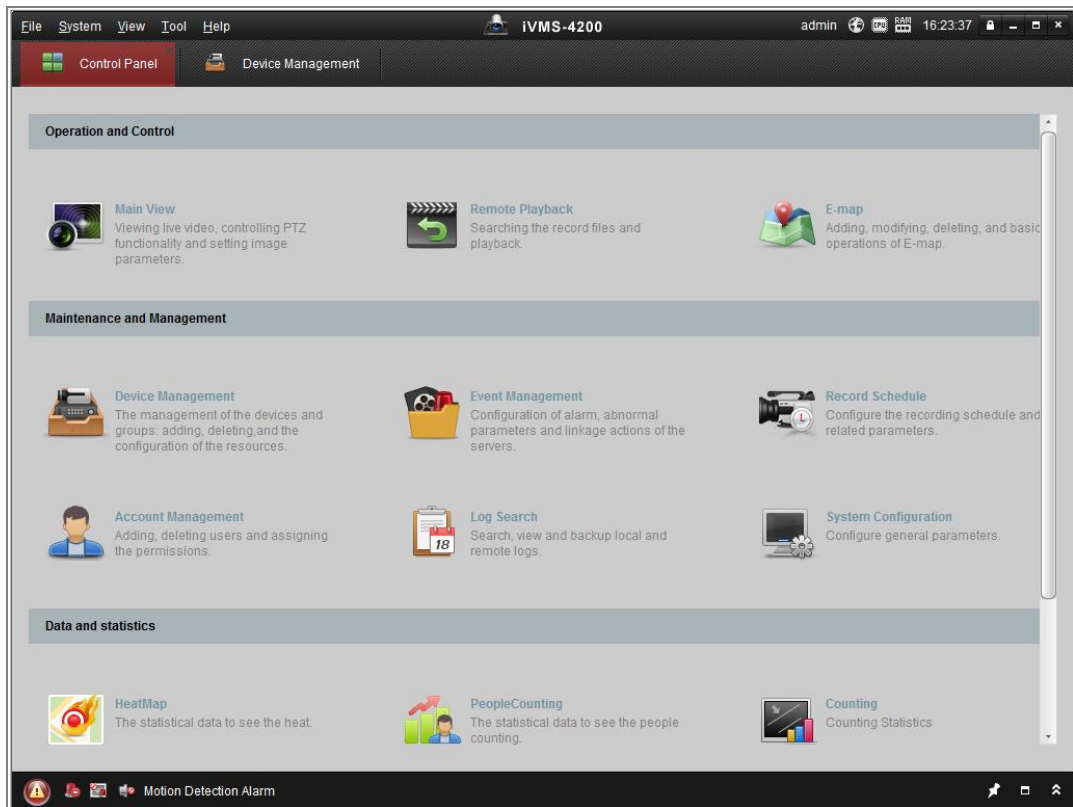 File System View Tool Help iVMS-4200 admin CPU RAM 16:23:37
Control Panel Device Management
Operation and Control
Main View
Viewing live video, controlling PTZ
functionality and setting image
parameters.
Remote Playback
Searching the record files and
playback.
E-map
Adding, modifying, deleting, and basic
operations of E-map.
Maintenance and Management
Device Management
The management of the devices and
groups: adding, deleting,and the
configuration of the resources.
Event Management
Configuration of alarm, abnormal
parameters and linkage actions of the
servers.
Record Schedule
Configure the recording schedule and
related parameters.
Account Management
Adding, deleting users and assigning
the permissions.
18
Log Search
Search, view and backup local and
remote logs.
System Configuration
Configure general parameters.
Data and statistics
HeatMap
The statistical data to see the heat.
PeopleCounting
The statistical data to see the people
counting.
Counting
Counting Statistics
Motion Detection Alarm